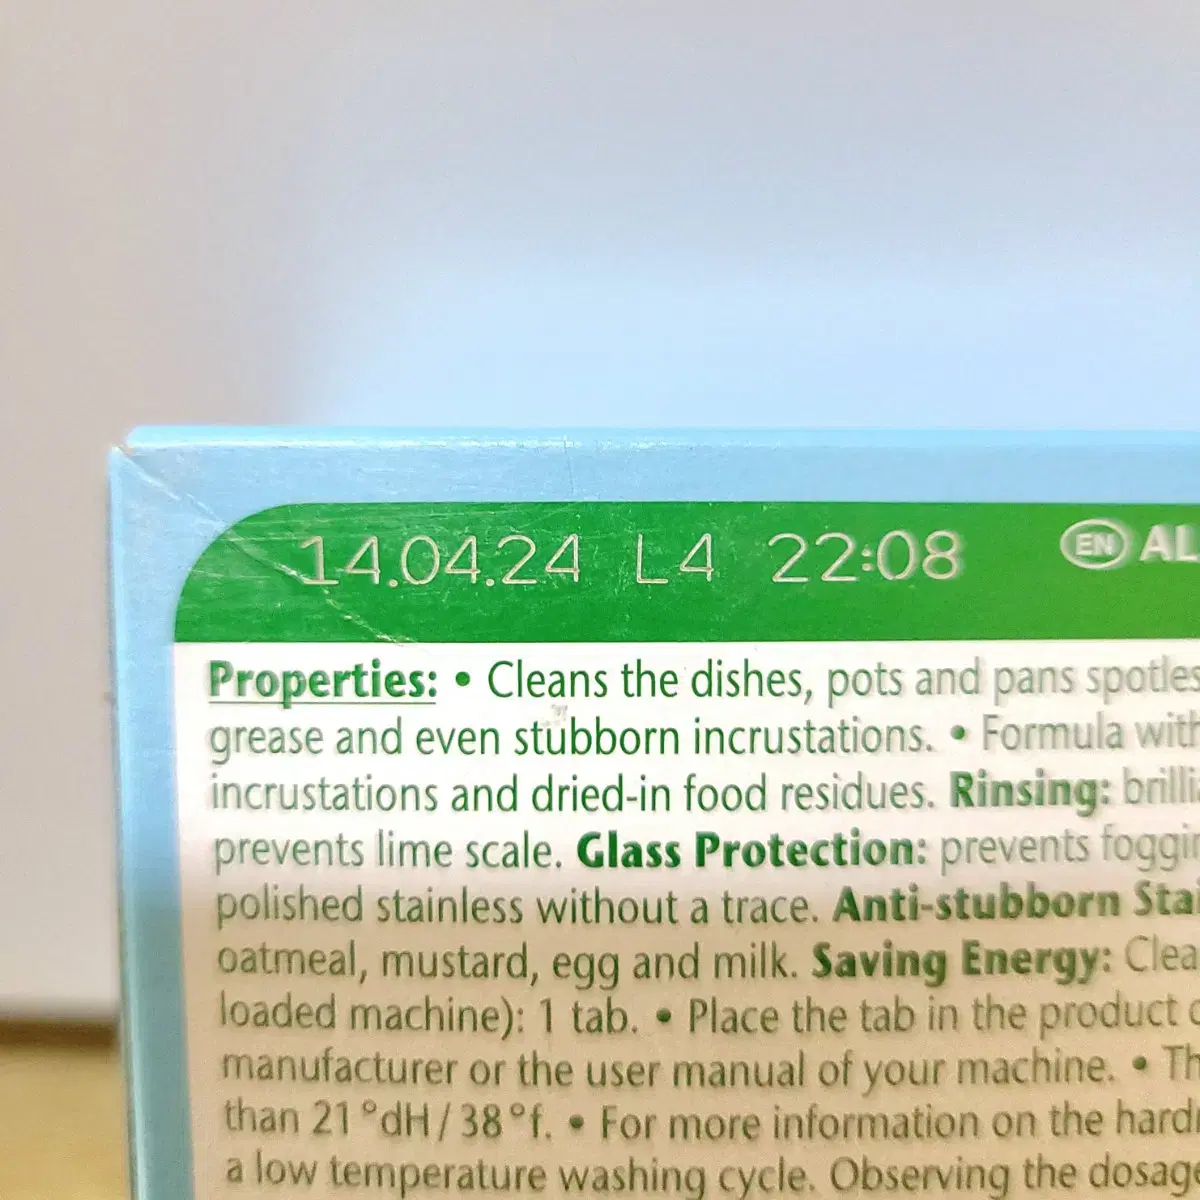 14.04.24 L4 22:08 EN AL
Properties: • Cleans the dishes, pots and pans spotles
grease and even stubborn incrustations. • Formula with
incrustations and dried-in food residues. Rinsing: brilli
prevents lime scale. Glass Protection: prevents foggin
polished stainless without a trace. Anti-stubborn Stai
oatmeal, mustard, egg and milk. Saving Energy: Clea
loaded machine): 1 tab. • Place the tab in the product
manufacturer or the user manual of your machine. • Th
than 21 °dH / 38 °f. • For more information on the hard
a low temperature washing cycle. Observing the dosage